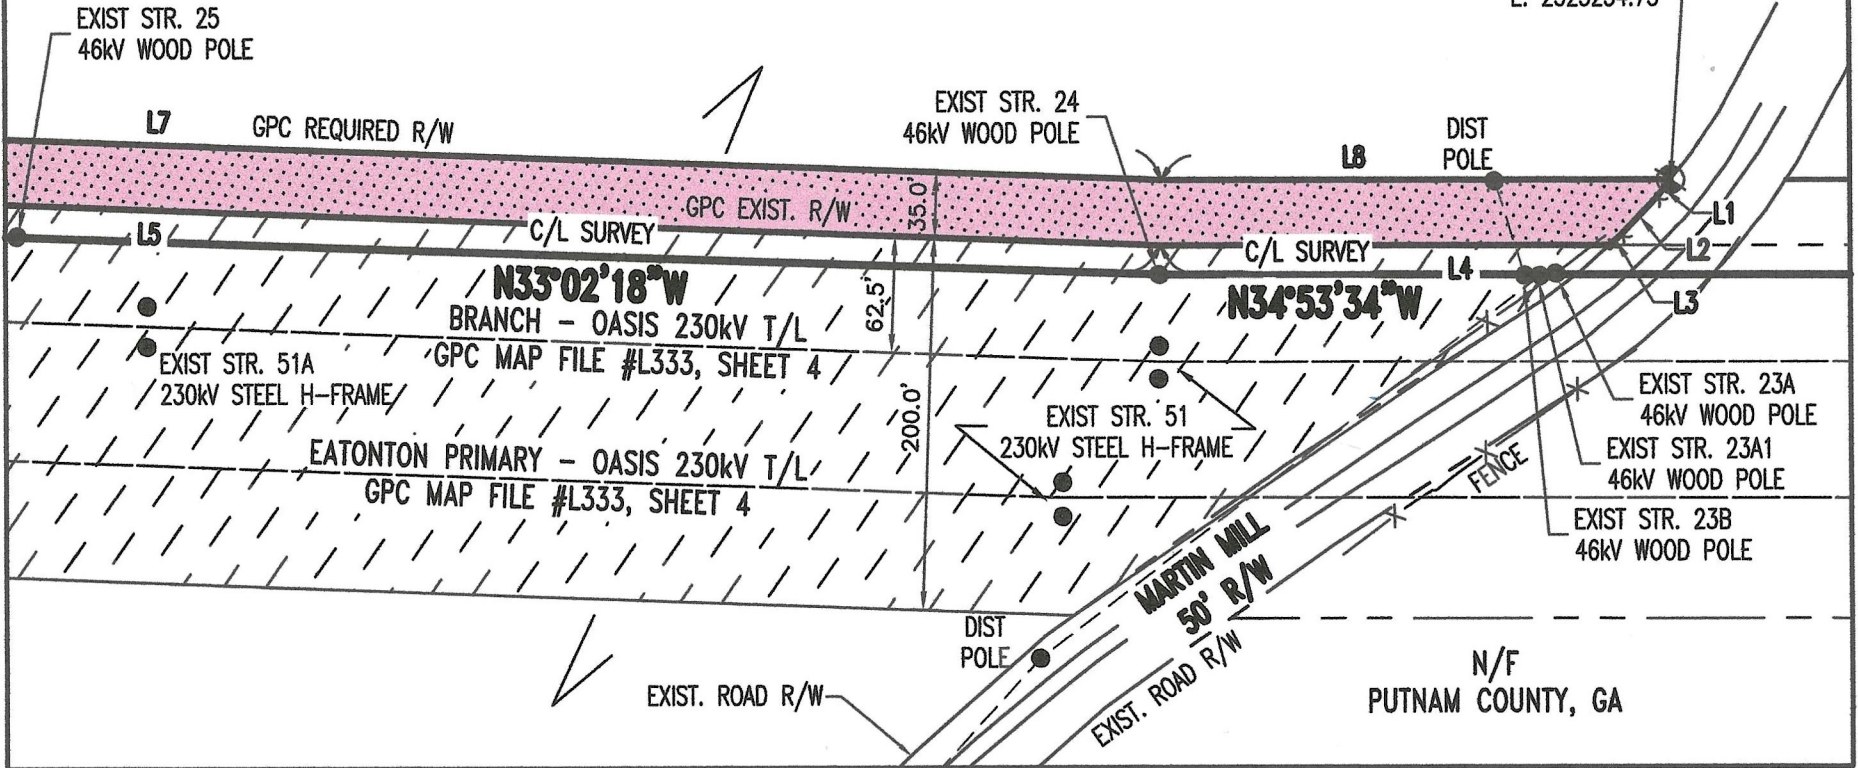 EXIST STR. 25
46kV WOOD POLE
L7
GPC REQUIRED R/W
EXIST STR. 24
46kV WOOD POLE
DIST
POLE
L8
L1
L2
L3
GPC EXIST. R/W
35.0'
C/L SURVEY
L5
C/L SURVEY
L4
N33°02'18"W
N34°53'34"W
62.5'
BRANCH - OASIS 230kV T/L
GPC MAP FILE #L333, SHEET 4
EXIST STR. 51A
230kV STEEL H-FRAME
200.0'
EXIST STR. 51
230kV STEEL H-FRAME
EATONTON PRIMARY - OASIS 230kV T/L
GPC MAP FILE #L333, SHEET 4
EXIST STR. 23A
46kV WOOD POLE
EXIST STR. 23A1
46kV WOOD POLE
EXIST STR. 23B
46kV WOOD POLE
FENCE
MARTIN MILL
50' R/W
EXIST. ROAD R/W
DIST
POLE
EXIST. ROAD R/W
N/F
PUTNAM COUNTY, GA